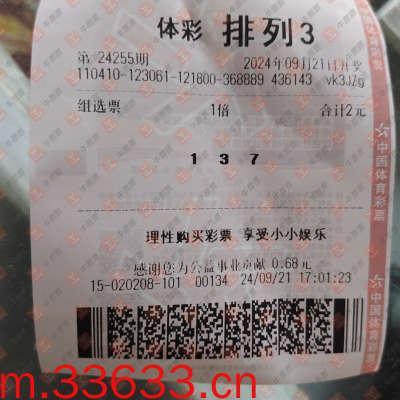 体彩 排列3
第 24255期 2024年09月21日开奖
110410-123061-121800-368889 436143 vk3JZg
组选票 1倍 合计2元
1 3 7
理性购买彩票 享受小小娱乐
感谢您为公益事业贡献 0.68元
15-020208-101 00134 24/09/21 17:01:23
中国体育彩票
m.33633.cn